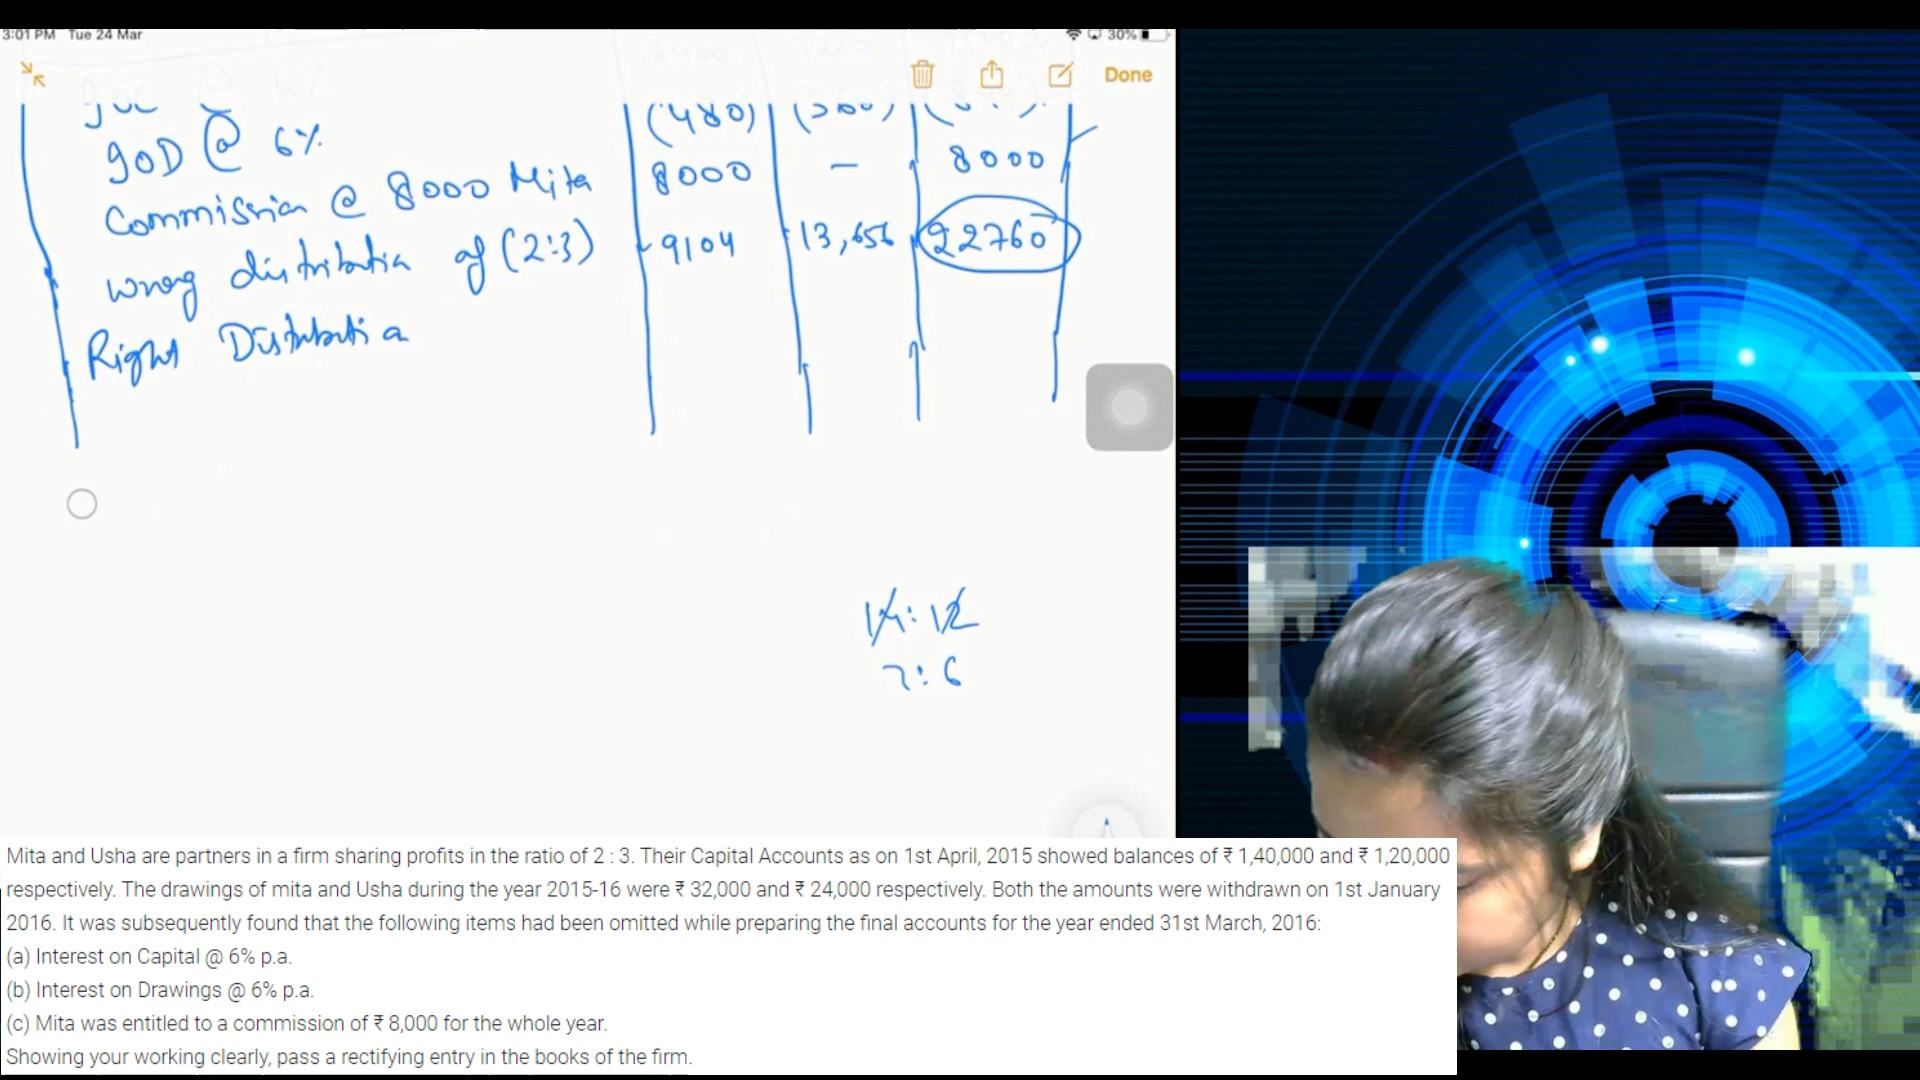 3:01 PM Tue 24 Mar
30%
Done
(480)
IOD @ 6%
8000 – 8000
Commission @ 8000 Mita
wrong distribution of (2:3) 9104 13,656 22760
Right Distribution
14:12
7:6
Mita and Usha are partners in a firm sharing profits in the ratio of 2 : 3. Their Capital Accounts as on 1st April, 2015 showed balances of ₹ 1,40,000 and ₹ 1,20,000
respectively. The drawings of mita and Usha during the year 2015-16 were ₹ 32,000 and ₹ 24,000 respectively. Both the amounts were withdrawn on 1st January
2016. It was subsequently found that the following items had been omitted while preparing the final accounts for the year ended 31st March, 2016:
(a) Interest on Capital @ 6% p.a.
(b) Interest on Drawings @ 6% p.a.
(c) Mita was entitled to a commission of ₹ 8,000 for the whole year.
Showing your working clearly, pass a rectifying entry in the books of the firm.